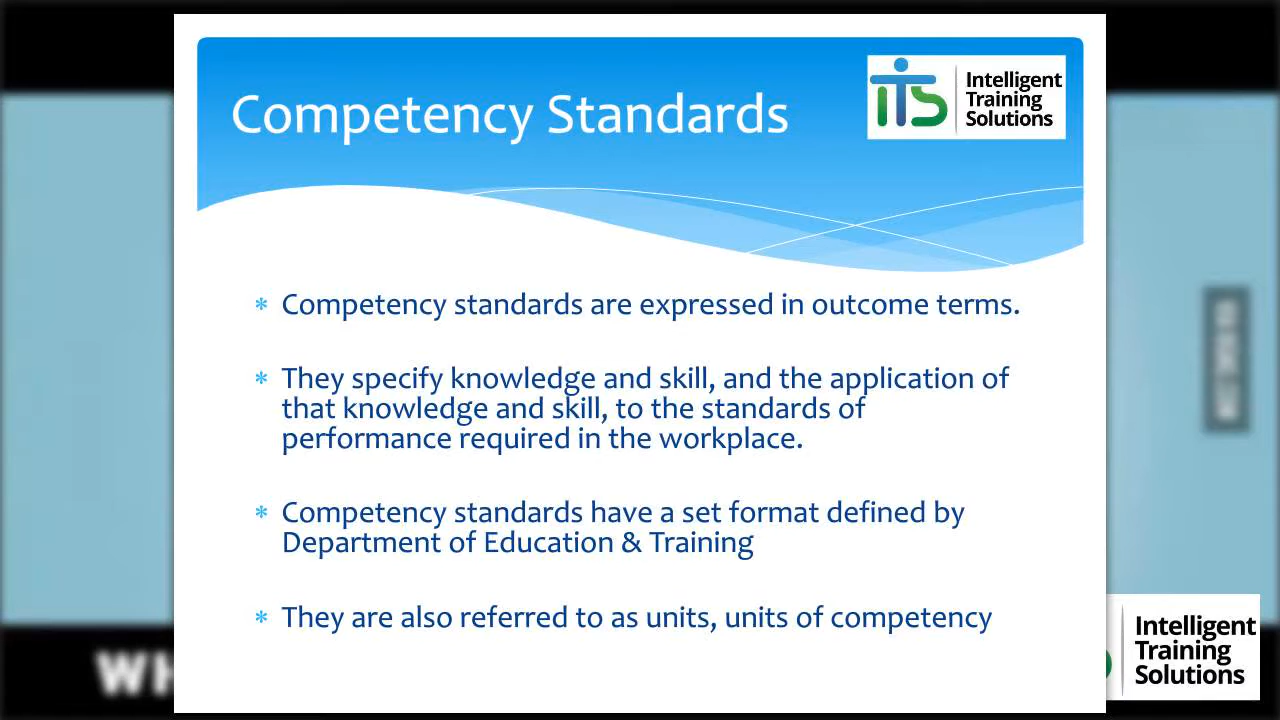 Competency Standards
iTS
Intelligent
Training
Solutions
* Competency standards are expressed in outcome terms.
* They specify knowledge and skill, and the application of
that knowledge and skill, to the standards of
performance required in the workplace.
* Competency standards have a set format defined by
Department of Education & Training
* They are also referred to as units, units of competency
WH
Intelligent
Training
Solutions